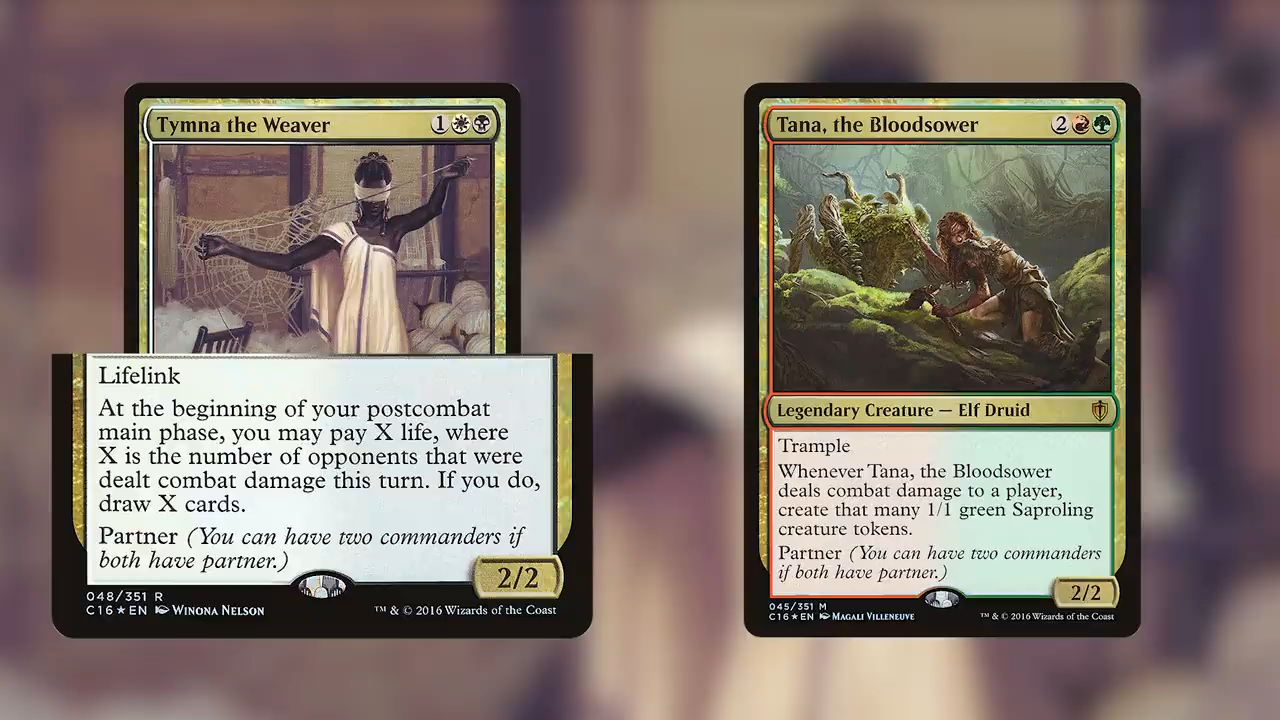 Tymna the Weaver 1
Lifelink
At the beginning of your postcombat
main phase, you may pay X life, where
X is the number of opponents that were
dealt combat damage this turn. If you do,
draw X cards.
Partner (You can have two commanders if
both have partner.)
2/2
048/351 R
C16★EN Winona Nelson
™ & © 2016 Wizards of the Coast
Tana, the Bloodsower 2
Legendary Creature — Elf Druid
Trample
Whenever Tana, the Bloodsower
deals combat damage to a player,
create that many 1/1 green Saproling
creature tokens.
Partner (You can have two commanders
if both have partner.)
2/2
045/351 M
C16★EN Magali Villeneuve
™ & © 2016 Wizards of the Coast